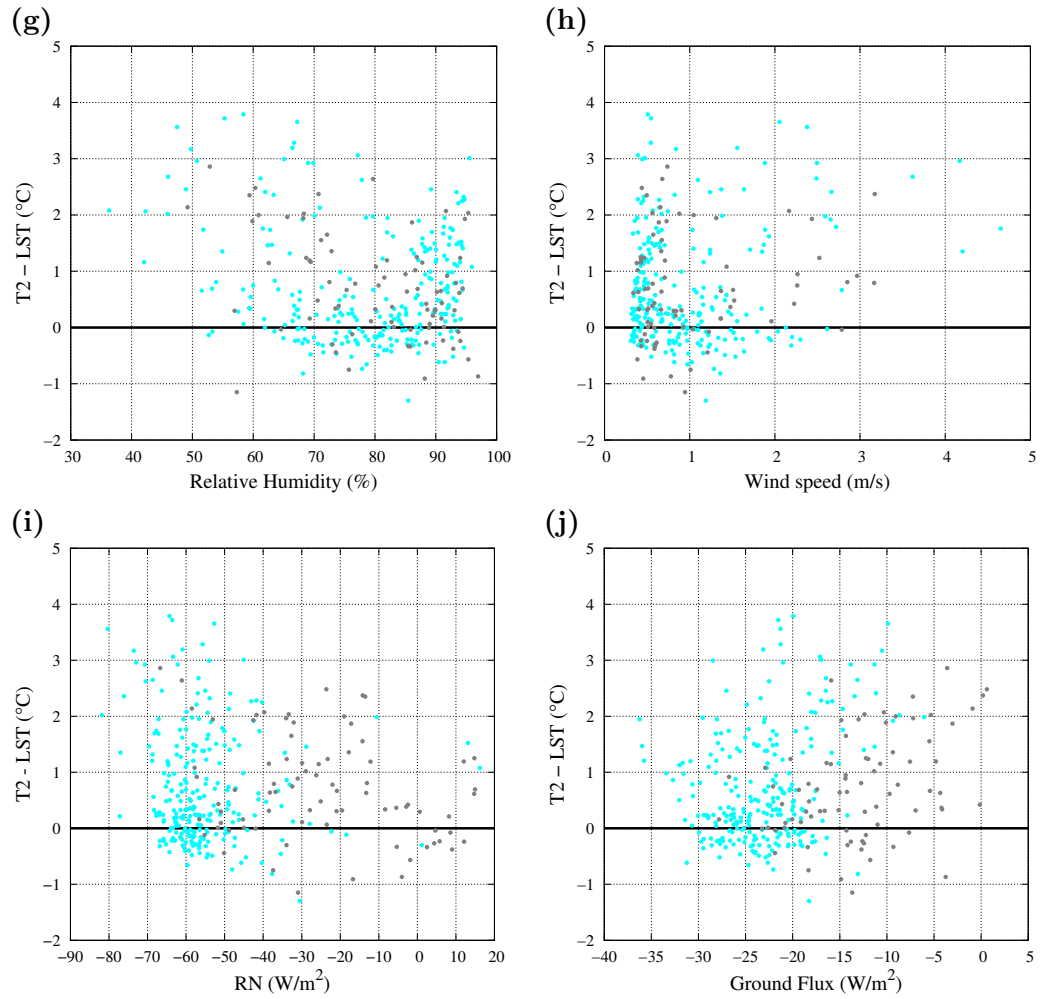 (g)
5
4
3
2
1
0
−1
−2
T2 − LST (°C)
30 40 50 60 70 80 90 100
Relative Humidity (%)
(h)
5
4
3
2
1
0
−1
−2
T2 − LST (°C)
0 1 2 3 4 5
Wind speed (m/s)
(i)
5
4
3
2
1
0
−1
−2
T2 - LST (°C)
−90 −80 −70 −60 −50 −40 −30 −20 −10 0 10 20
RN (W/m²)
(j)
5
4
3
2
1
0
−1
−2
T2 − LST (°C)
−40 −35 −30 −25 −20 −15 −10 −5 0 5
Ground Flux (W/m²)